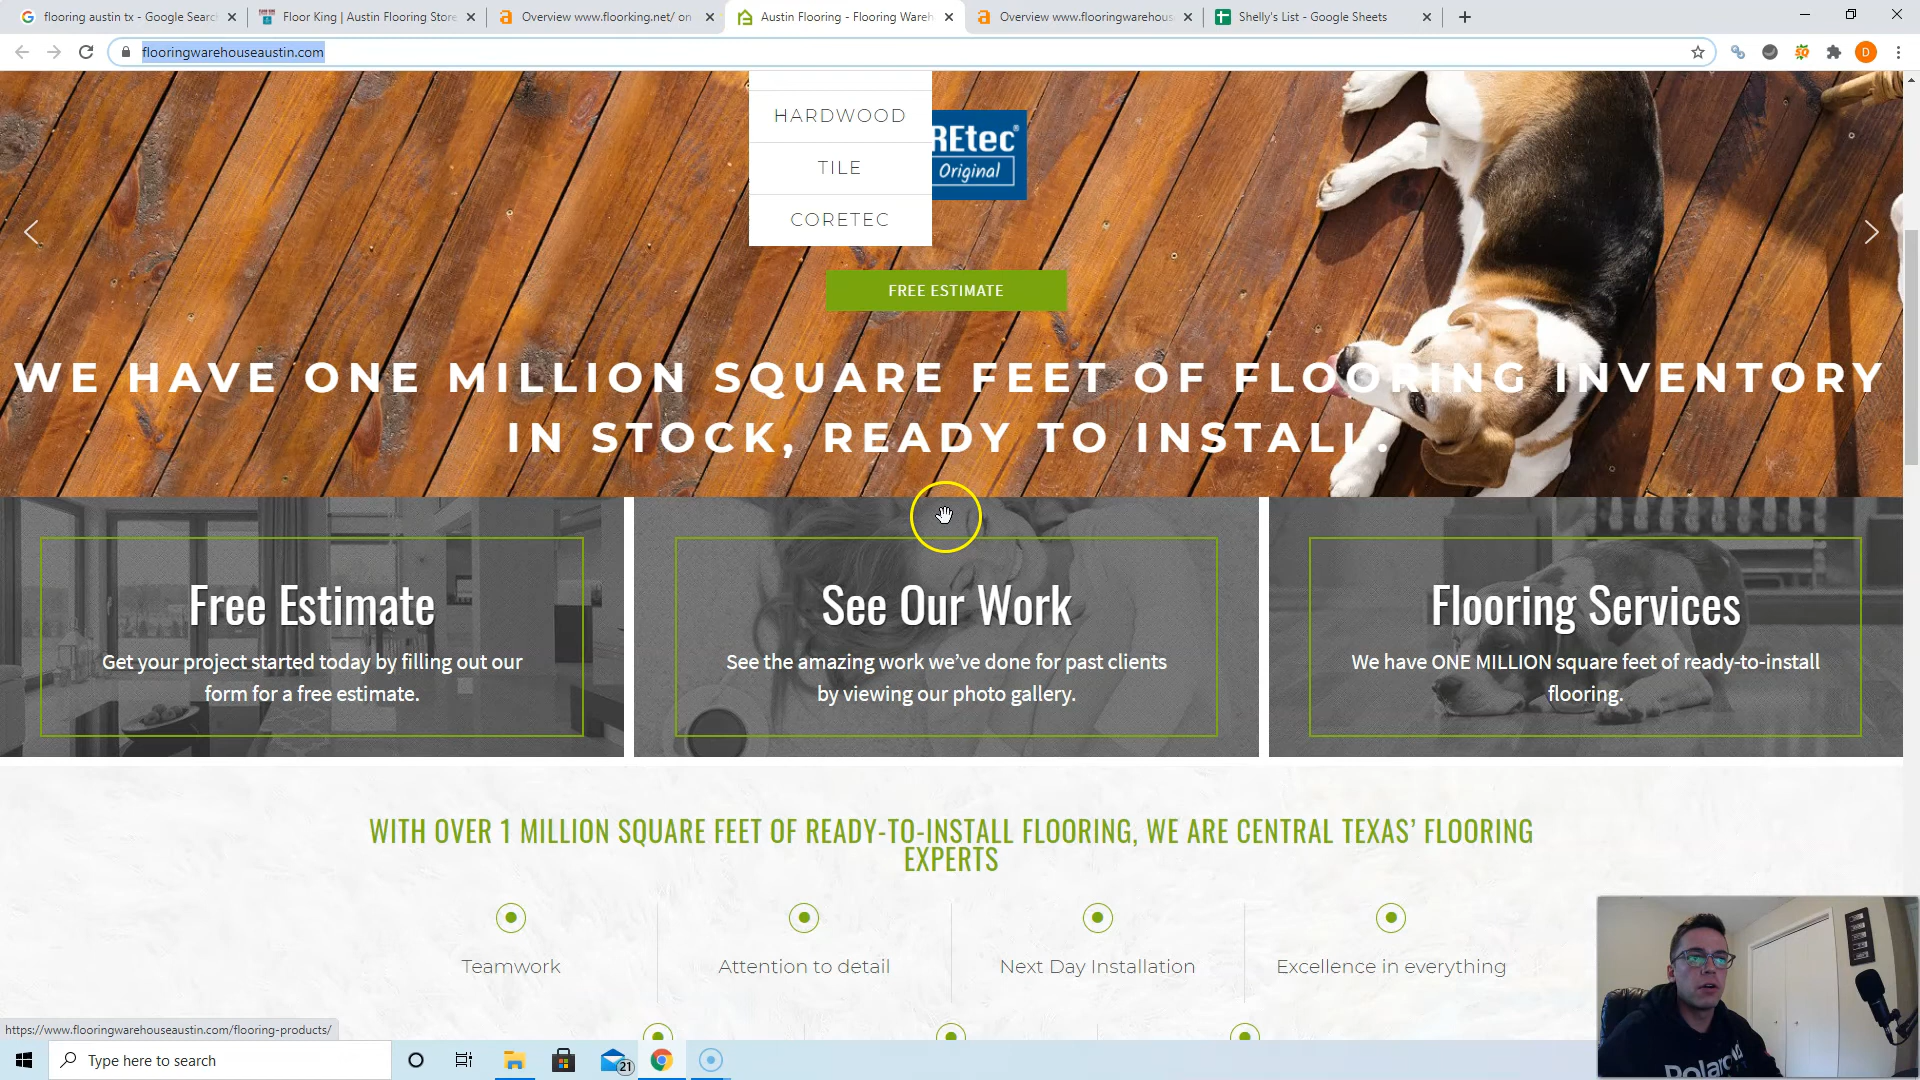 flooring austin tx - Google Searc
Floor King | Austin Flooring Store
Overview www.floorking.net/ on
Austin Flooring - Flooring Wareh
Overview www.flooringwarehous
Shelly's List - Google Sheets
flooringwarehouseaustin.com
D
HARDWOOD
TILE
CORETEC
REtec
Original
FREE ESTIMATE
WE HAVE ONE MILLION SQUARE FEET OF FLOORING INVENTORY
IN STOCK, READY TO INSTALL.
Free Estimate
Get your project started today by filling out our
form for a free estimate.
See Our Work
See the amazing work we've done for past clients
by viewing our photo gallery.
Flooring Services
We have ONE MILLION square feet of ready-to-install
flooring.
WITH OVER 1 MILLION SQUARE FEET OF READY-TO-INSTALL FLOORING, WE ARE CENTRAL TEXAS' FLOORING
EXPERTS
Teamwork
Attention to detail
Next Day Installation
Excellence in everything
https://www.flooringwarehouseaustin.com/flooring-products/
Type here to search
21